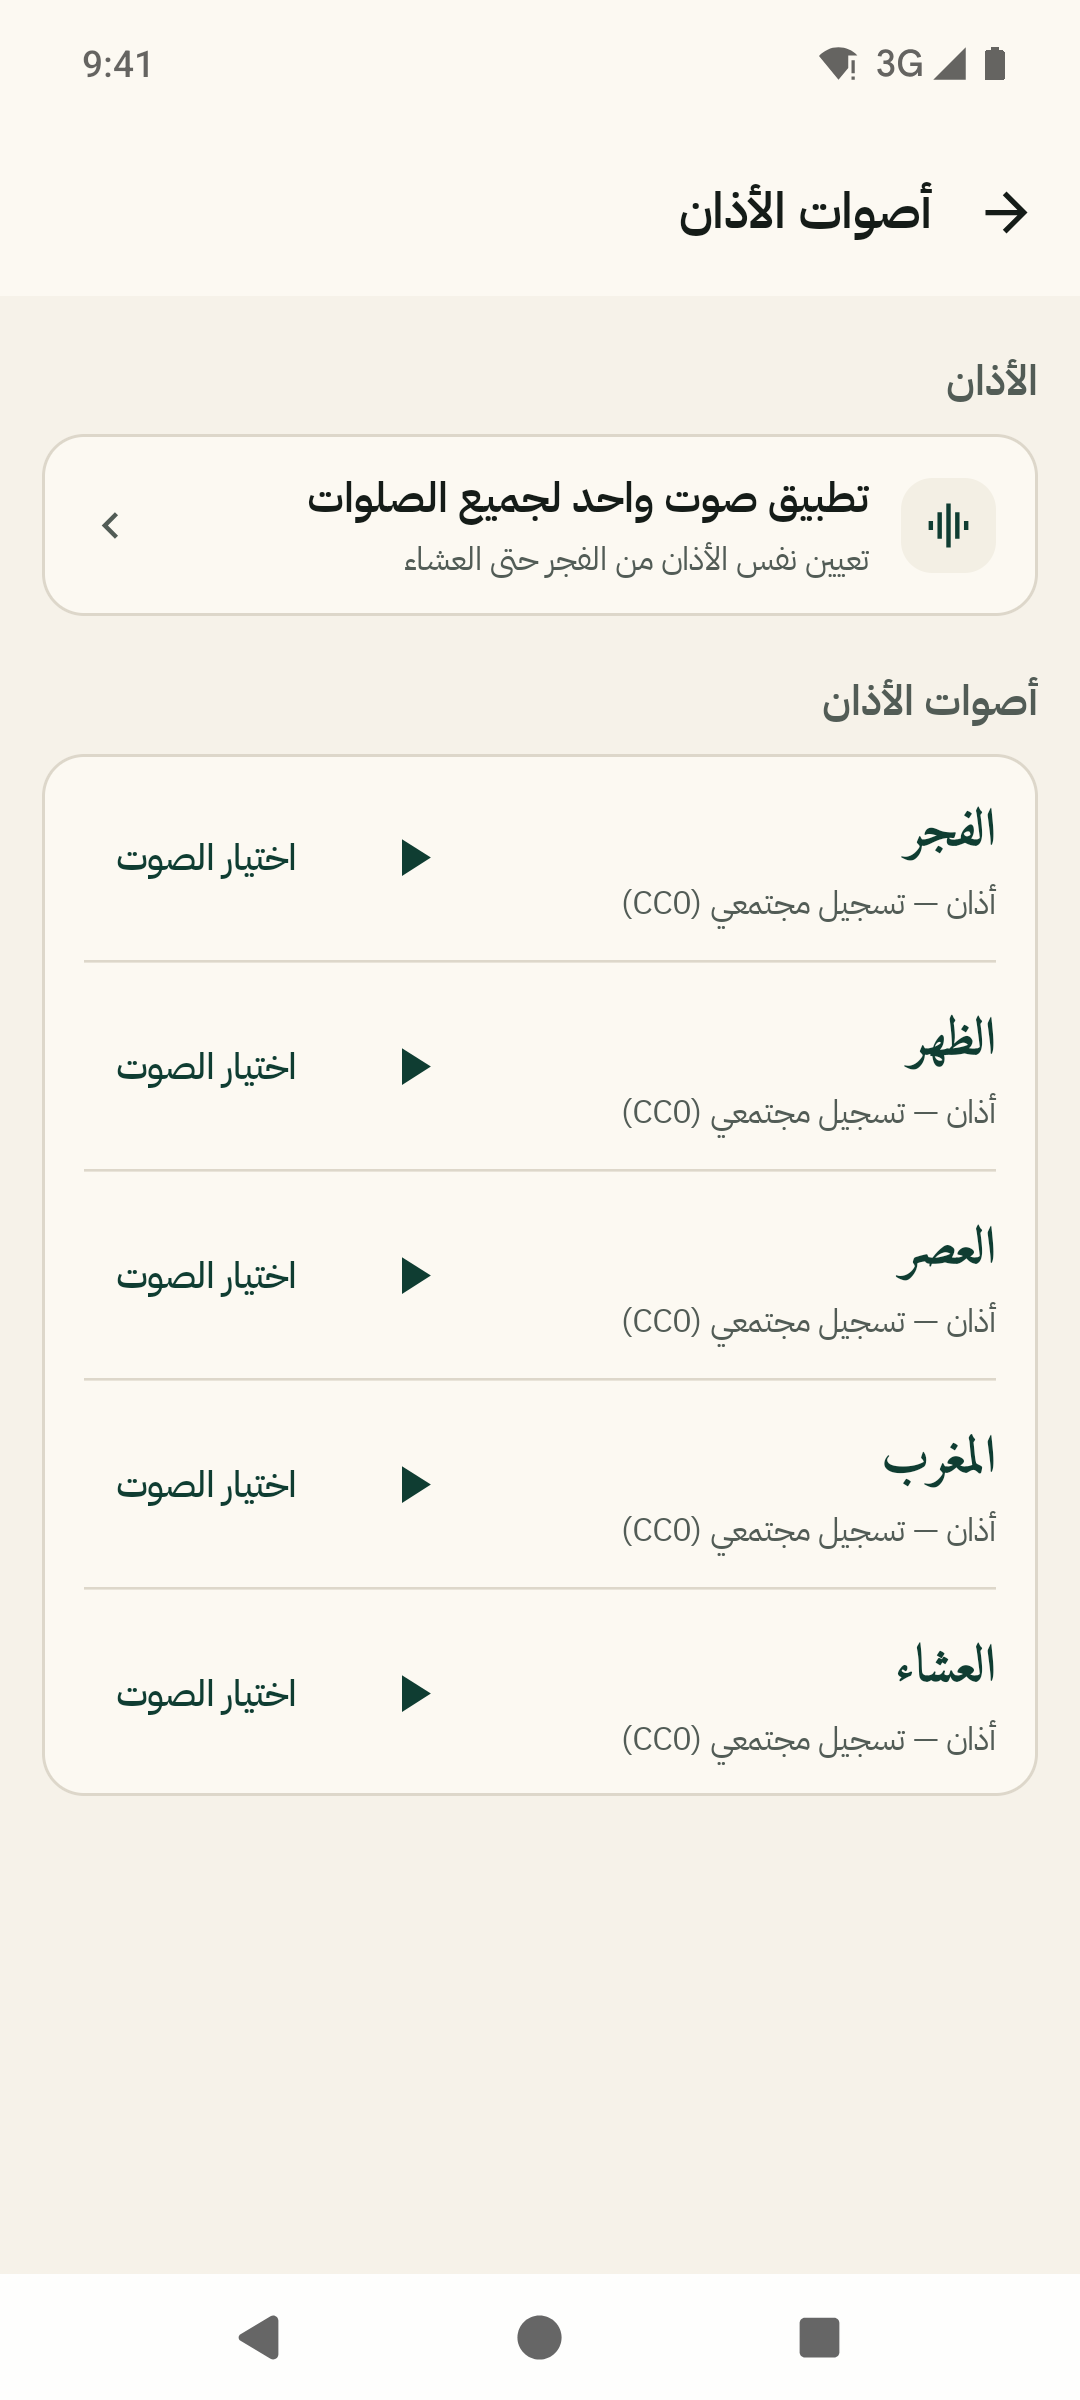 9:41
3G
أصوات الأذان
الأذان
تطبيق صوت واحد لجميع الصلوات
تعيين نفس الأذان من الفجر حتى العشاء
أصوات الأذان
الفجر
أذان — تسجيل مجتمعي (CC0)
اختيار الصوت
الظهر
أذان — تسجيل مجتمعي (CC0)
اختيار الصوت
العصر
أذان — تسجيل مجتمعي (CC0)
اختيار الصوت
المغرب
أذان — تسجيل مجتمعي (CC0)
اختيار الصوت
العشاء
أذان — تسجيل مجتمعي (CC0)
اختيار الصوت